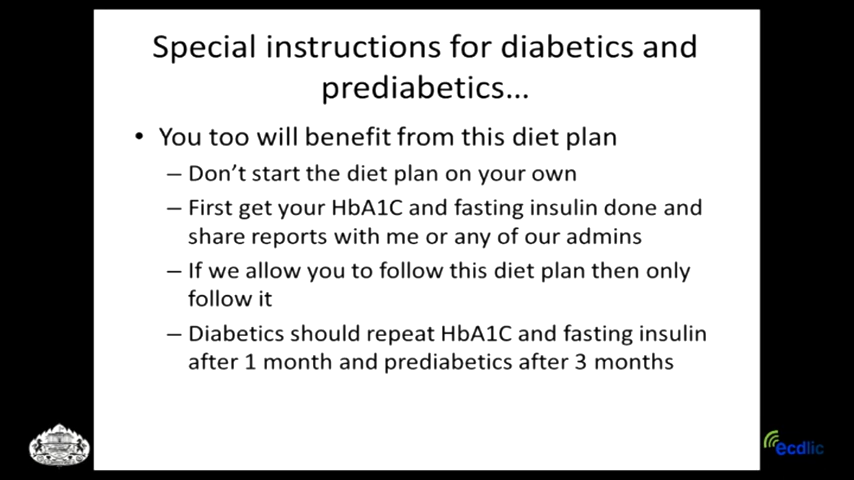 Special instructions for diabetics and
prediabetics...
• You too will benefit from this diet plan
– Don't start the diet plan on your own
– First get your HbA1C and fasting insulin done and
share reports with me or any of our admins
– If we allow you to follow this diet plan then only
follow it
– Diabetics should repeat HbA1C and fasting insulin
after 1 month and prediabetics after 3 months
ecdlic